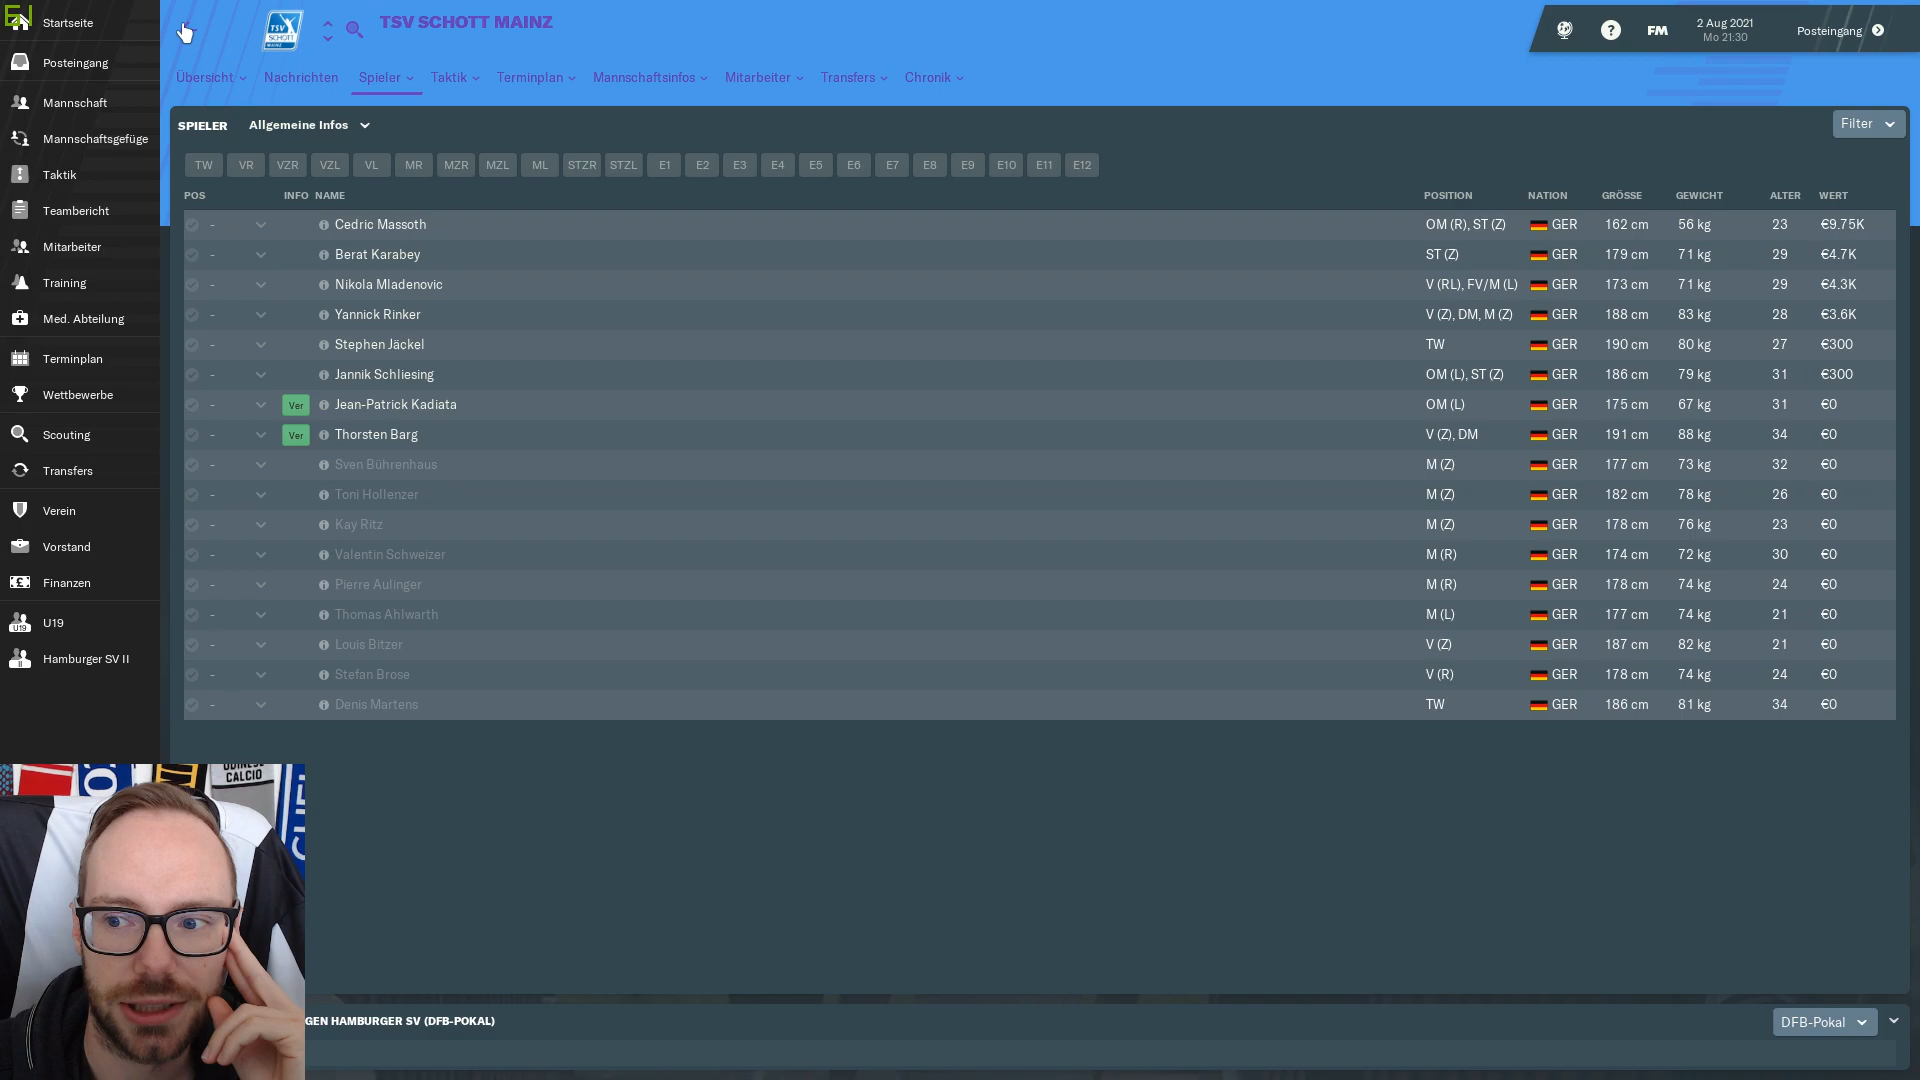 EJ
Startseite
Posteingang
Mannschaft
Mannschaftsgefüge
Taktik
Teambericht
Mitarbeiter
Training
Med. Abteilung
Terminplan
Wettbewerbe
Scouting
Transfers
Verein
Vorstand
Finanzen
U19
Hamburger SV II
TSV SCHOTT MAINZ
TSV SCHOTT MAINZ
2 Aug 2021
Mo 21:30
? FM
Posteingang
Übersicht Nachrichten Spieler Taktik Terminplan Mannschaftsinfos Mitarbeiter Transfers Chronik
SPIELER Allgemeine Infos Filter
TW VR VZR VZL VL MR MZR MZL ML STZR STZL E1 E2 E3 E4 E5 E6 E7 E8 E9 E10 E11 E12
POS INFO NAME POSITION NATION GRÖSSE GEWICHT ALTER WERT
- Cedric Massoth OM (R), ST (Z) GER 162 cm 56 kg 23 €9.75K
- Berat Karabey ST (Z) GER 179 cm 71 kg 29 €4.7K
- Nikola Mladenovic V (RL), FV/M (L) GER 173 cm 71 kg 29 €4.3K
- Yannick Rinker V (Z), DM, M (Z) GER 188 cm 83 kg 28 €3.6K
- Stephen Jäckel TW GER 190 cm 80 kg 27 €300
- Jannik Schliesing OM (L), ST (Z) GER 186 cm 79 kg 31 €300
- Ver Jean-Patrick Kadiata OM (L) GER 175 cm 67 kg 31 €0
- Ver Thorsten Barg V (Z), DM GER 191 cm 88 kg 34 €0
- Sven Bührenhaus M (Z) GER 177 cm 73 kg 32 €0
- Toni Hollenzer M (Z) GER 182 cm 78 kg 26 €0
- Kay Ritz M (Z) GER 178 cm 76 kg 23 €0
- Valentin Schweizer M (R) GER 174 cm 72 kg 30 €0
- Pierre Aulinger M (R) GER 178 cm 74 kg 24 €0
- Thomas Ahlwarth M (L) GER 177 cm 74 kg 21 €0
- Louis Bitzer V (Z) GER 187 cm 82 kg 21 €0
- Stefan Brose V (R) GER 178 cm 74 kg 24 €0
- Denis Martens TW GER 186 cm 81 kg 34 €0
CALCIO
GEN HAMBURGER SV (DFB-POKAL) DFB-Pokal